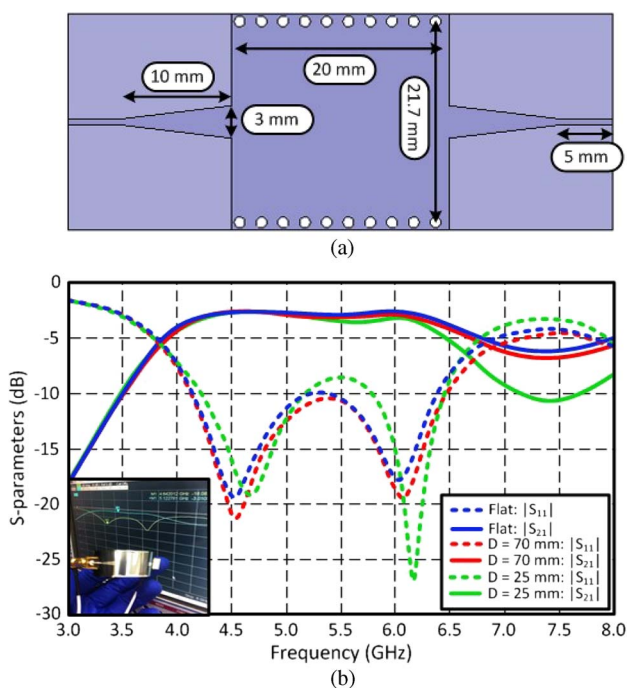 10 mm
20 mm
21.7 mm
3 mm
5 mm
(a)
0
-5
-10
-15
-20
-25
-30
S-parameters (dB)
Flat: |S₁₁|
Flat: |S₂₁|
D = 70 mm: |S₁₁|
D = 70 mm: |S₂₁|
D = 25 mm: |S₁₁|
D = 25 mm: |S₂₁|
3.0 3.5 4.0 4.5 5.0 5.5 6.0 6.5 7.0 7.5 8.0
Frequency (GHz)
(b)